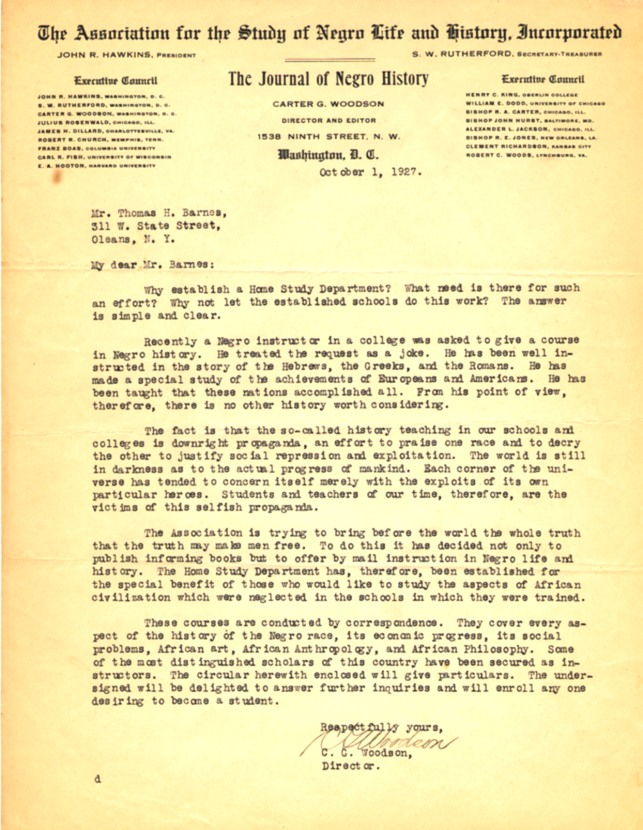 The Association for the Study of Negro Life and History, Incorporated
JOHN R. HAWKINS, PRESIDENT
S. W. RUTHERFORD, SECRETARY-TREASURER
Executive Council
JOHN R. HAWKINS, WASHINGTON, D. C.
S. W. RUTHERFORD, WASHINGTON, D. C.
CARTER G. WOODSON, WASHINGTON, D. C.
JULIUS ROSENWALD, CHICAGO, ILL.
JAMES H. DILLARD, CHARLOTTESVILLE, VA.
ROBERT R. CHURCH, MEMPHIS, TENN.
FRANZ BOAS, COLUMBIA UNIVERSITY
CARL R. FISH, UNIVERSITY OF WISCONSIN
E. A. HOOTON, HARVARD UNIVERSITY
The Journal of Negro History
CARTER G. WOODSON
DIRECTOR AND EDITOR
1538 NINTH STREET, N. W.
Washington, D. C.
Executive Council
HENRY C. KING, OBERLIN COLLEGE
WILLIAM E. DODD, UNIVERSITY OF CHICAGO
BISHOP R. A. CARTER, CHICAGO, ILL.
BISHOP JOHN HURST, BALTIMORE, MD.
ALEXANDER L. JACKSON, CHICAGO, ILL.
BISHOP R. E. JONES, NEW ORLEANS, LA.
CLEMENT RICHARDSON, KANSAS CITY
ROBERT C. WOODS, LYNCHBURG, VA.
October 1, 1927.
Mr. Thomas H. Barnes,
311 W. State Street,
Oleans, N. Y.
My dear Mr. Barnes:
Why establish a Home Study Department? What need is there for such
an effort? Why not let the established schools do this work? The answer
is simple and clear.
Recently a Negro instructor in a college was asked to give a course
in Negro history. He treated the request as a joke. He has been well in-
structed in the story of the Hebrews, the Greeks, and the Romans. He has
made a special study of the achievements of Europeans and Americans. He has
been taught that these nations accomplished all. From his point of view,
therefore, there is no other history worth considering.
The fact is that the so-called history teaching in our schools and
colleges is downright propaganda, an effort to praise one race and to decry
the other to justify social repression and exploitation. The world is still
in darkness as to the actual progress of mankind. Each corner of the uni-
verse has tended to concern itself merely with the exploits of its own
particular heroes. Students and teachers of our time, therefore, are the
victims of this selfish propaganda.
The Association is trying to bring before the world the whole truth
that the truth may make men free. To do this it has decided not only to
publish informing books but to offer by mail instruction in Negro life and
history. The Home Study Department has, therefore, been established for
the special benefit of those who would like to study the aspects of African
civilization which were neglected in the schools in which they were trained.
These courses are conducted by correspondence. They cover every as-
pect of the history of the Negro race, its economic progress, its social
problems, African art, African Anthropology, and African Philosophy. Some
of the most distinguished scholars of this country have been secured as in-
structors. The circular herewith enclosed will give particulars. The under-
signed will be delighted to answer further inquiries and will enroll any one
desiring to become a student.
Respectfully yours,
C G Woodson
C. G. Woodson,
Director.
d